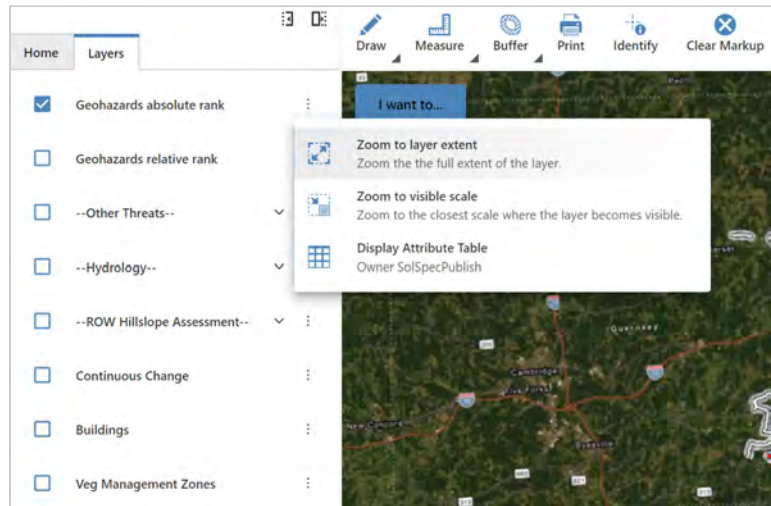 Draw
Measure
Buffer
Print
Identify
Clear Markup
Home
Layers
I want to...
Geohazards absolute rank
Geohazards relative rank
--Other Threats--
--Hydrology--
--ROW Hillslope Assessment--
Continuous Change
Buildings
Veg Management Zones
Zoom to layer extent
Zoom the the full extent of the layer.
Zoom to visible scale
Zoom to the closest scale where the layer becomes visible.
Display Attribute Table
Owner SolSpecPublish
Guernsey
Cambridge
Five Forks
New Concord
Byesville